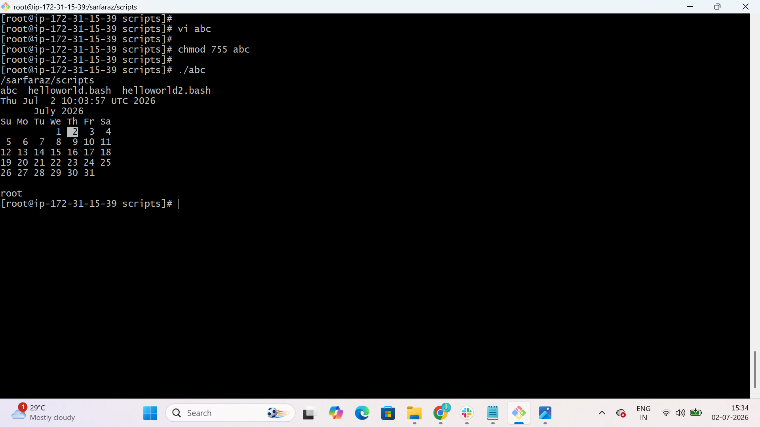 root@ip-172-31-15-39:/sarfaraz/scripts
[root@ip-172-31-15-39 scripts]#
[root@ip-172-31-15-39 scripts]# vi abc
[root@ip-172-31-15-39 scripts]#
[root@ip-172-31-15-39 scripts]# chmod 755 abc
[root@ip-172-31-15-39 scripts]#
[root@ip-172-31-15-39 scripts]# ./abc
/sarfaraz/scripts
abc  helloworld.bash  helloworld2.bash
Thu Jul  2 10:03:57 UTC 2026
      July 2026
Su Mo Tu We Th Fr Sa
          1  2  3  4
 5  6  7  8  9 10 11
12 13 14 15 16 17 18
19 20 21 22 23 24 25
26 27 28 29 30 31
root
[root@ip-172-31-15-39 scripts]#
1
29°C
Mostly cloudy
Search
ENG
IN
15:34
02-07-2026